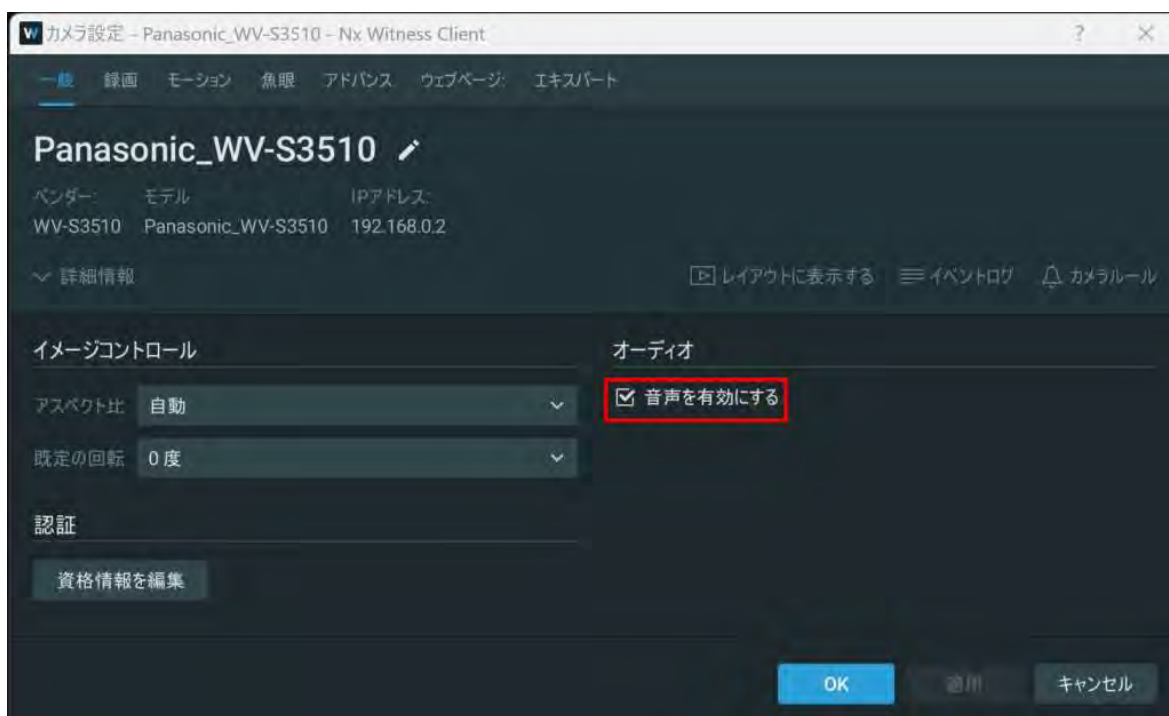 カメラ設定 - Panasonic_WV-S3510 - Nx Witness Client ? ×
一般 録画 モーション 魚眼 アドバンス ウェブページ: エキスパート
Panasonic_WV-S3510
ベンダー: モデル IPアドレス:
WV-S3510 Panasonic_WV-S3510 192.168.0.2
詳細情報 レイアウトに表示する イベントログ カメラルール
イメージコントロール オーディオ
アスペクト比 自動 音声を有効にする
既定の回転 0 度
認証
資格情報を編集
OK 適用 キャンセル